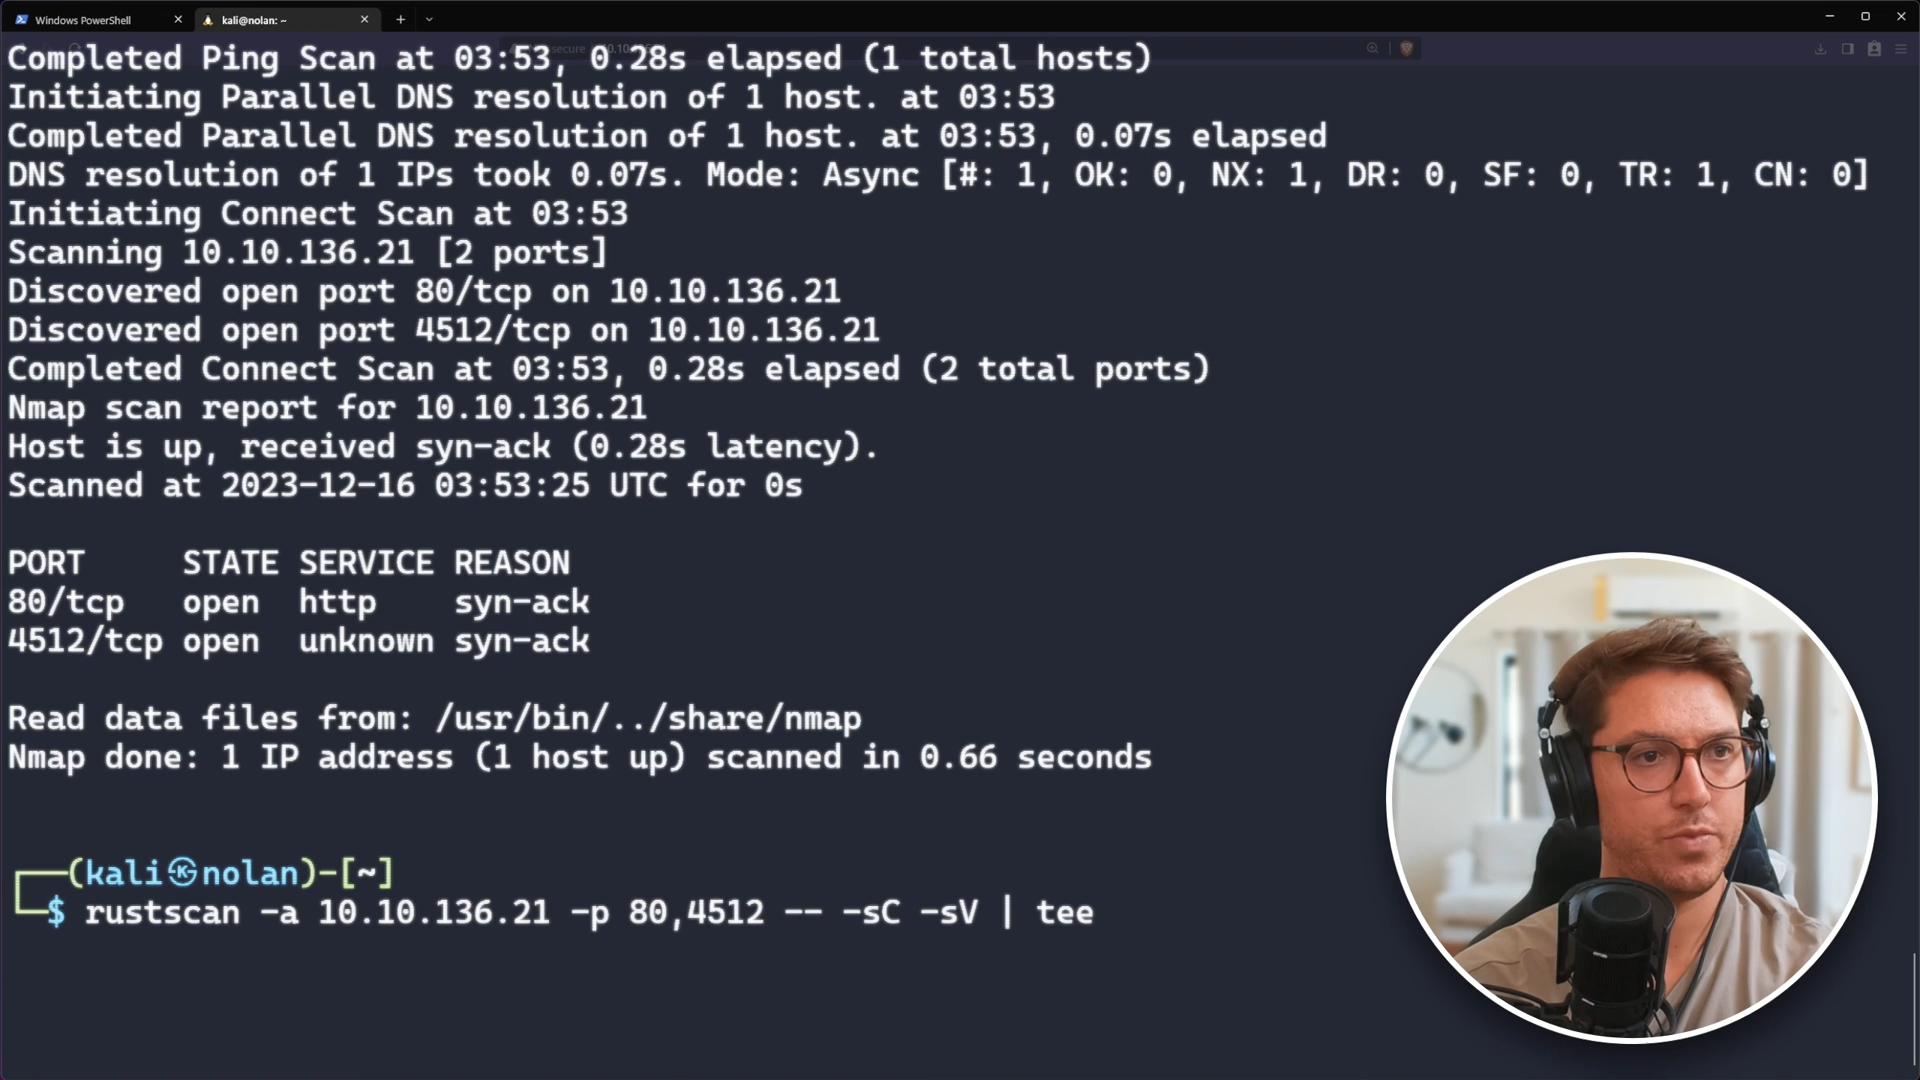 Windows PowerShell
kali@nolan: ~
Completed Ping Scan at 03:53, 0.28s elapsed (1 total hosts)
Initiating Parallel DNS resolution of 1 host. at 03:53
Completed Parallel DNS resolution of 1 host. at 03:53, 0.07s elapsed
DNS resolution of 1 IPs took 0.07s. Mode: Async [#: 1, OK: 0, NX: 1, DR: 0, SF: 0, TR: 1, CN: 0]
Initiating Connect Scan at 03:53
Scanning 10.10.136.21 [2 ports]
Discovered open port 80/tcp on 10.10.136.21
Discovered open port 4512/tcp on 10.10.136.21
Completed Connect Scan at 03:53, 0.28s elapsed (2 total ports)
Nmap scan report for 10.10.136.21
Host is up, received syn-ack (0.28s latency).
Scanned at 2023-12-16 03:53:25 UTC for 0s
PORT     STATE SERVICE REASON
80/tcp   open  http    syn-ack
4512/tcp open  unknown syn-ack
Read data files from: /usr/bin/../share/nmap
Nmap done: 1 IP address (1 host up) scanned in 0.66 seconds
┌──(kali㉿nolan)-[~]
└─$ rustscan -a 10.10.136.21 -p 80,4512 -- -sC -sV | tee